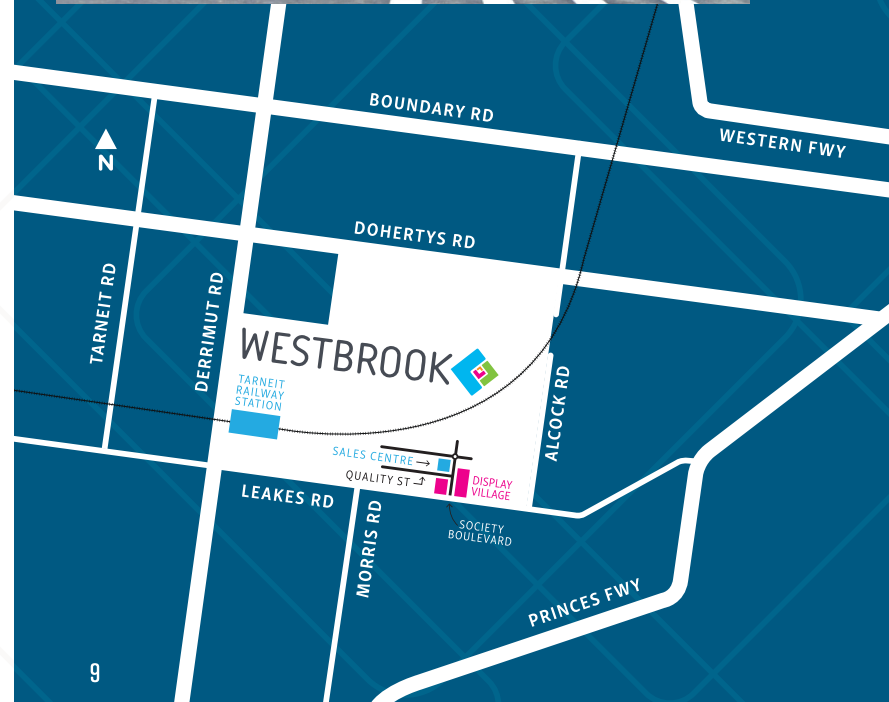 BOUNDARY RD
WESTERN FWY
N
DOHERTYS RD
TARNEIT RD
DERRIMUT RD
WESTBROOK
TARNEIT
RAILWAY
STATION
ALCOCK RD
SALES CENTRE
QUALITY ST
DISPLAY
VILLAGE
LEAKES RD
MORRIS RD
SOCIETY
BOULEVARD
PRINCES FWY
9